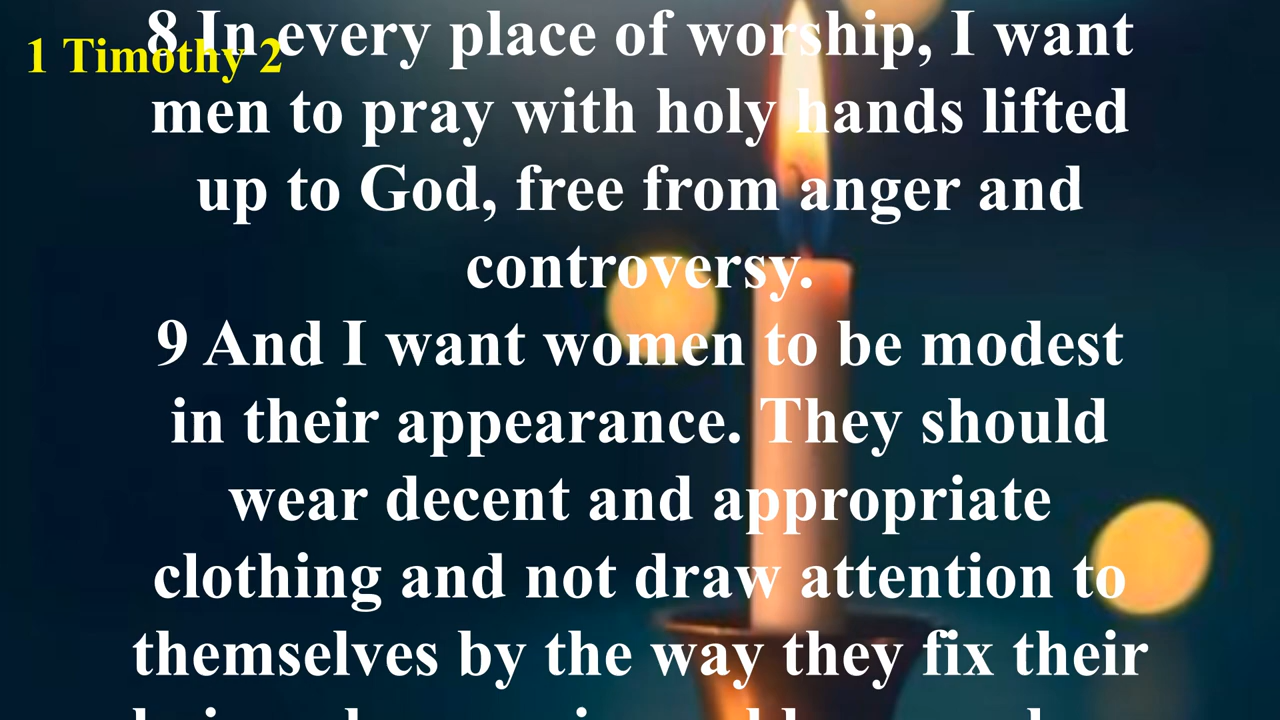 1 Timothy 2
8 In every place of worship, I want
men to pray with holy hands lifted
up to God, free from anger and
controversy.
9 And I want women to be modest
in their appearance. They should
wear decent and appropriate
clothing and not draw attention to
themselves by the way they fix their